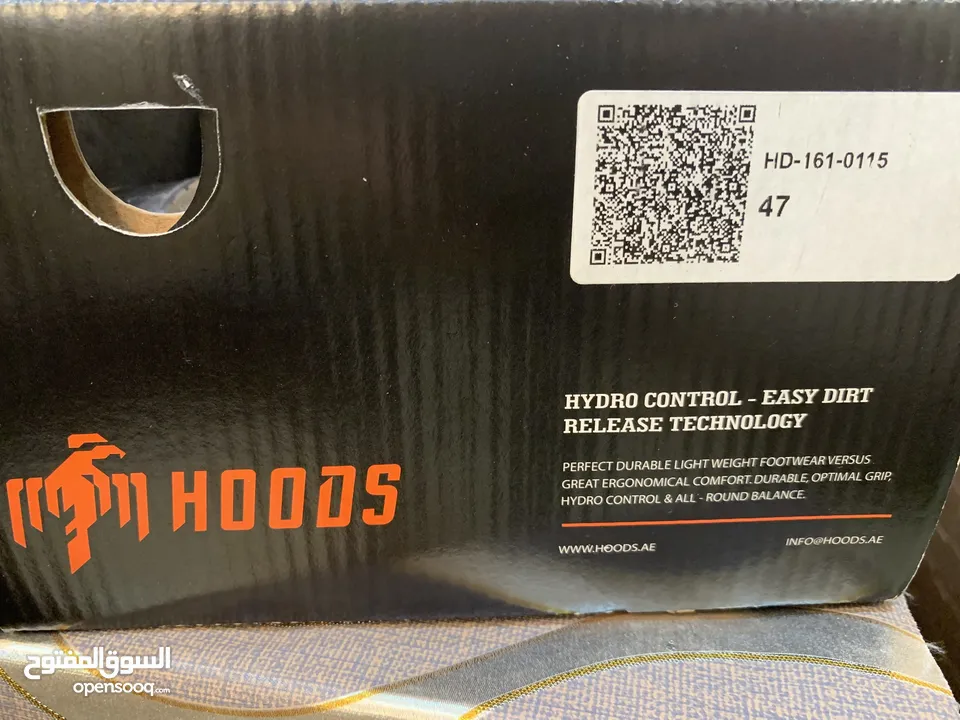 HD-161-0115
47
HYDRO CONTROL - EASY DIRT
RELEASE TECHNOLOGY
PERFECT DURABLE LIGHT WEIGHT FOOTWEAR VERSUS
GREAT ERGONOMICAL COMFORT. DURABLE, OPTIMAL GRIP,
HYDRO CONTROL & ALL - ROUND BALANCE.
WWW.HOODS.AE
INFO@HOODS.AE
HOODS
السوق المفتوح
opensooq.com